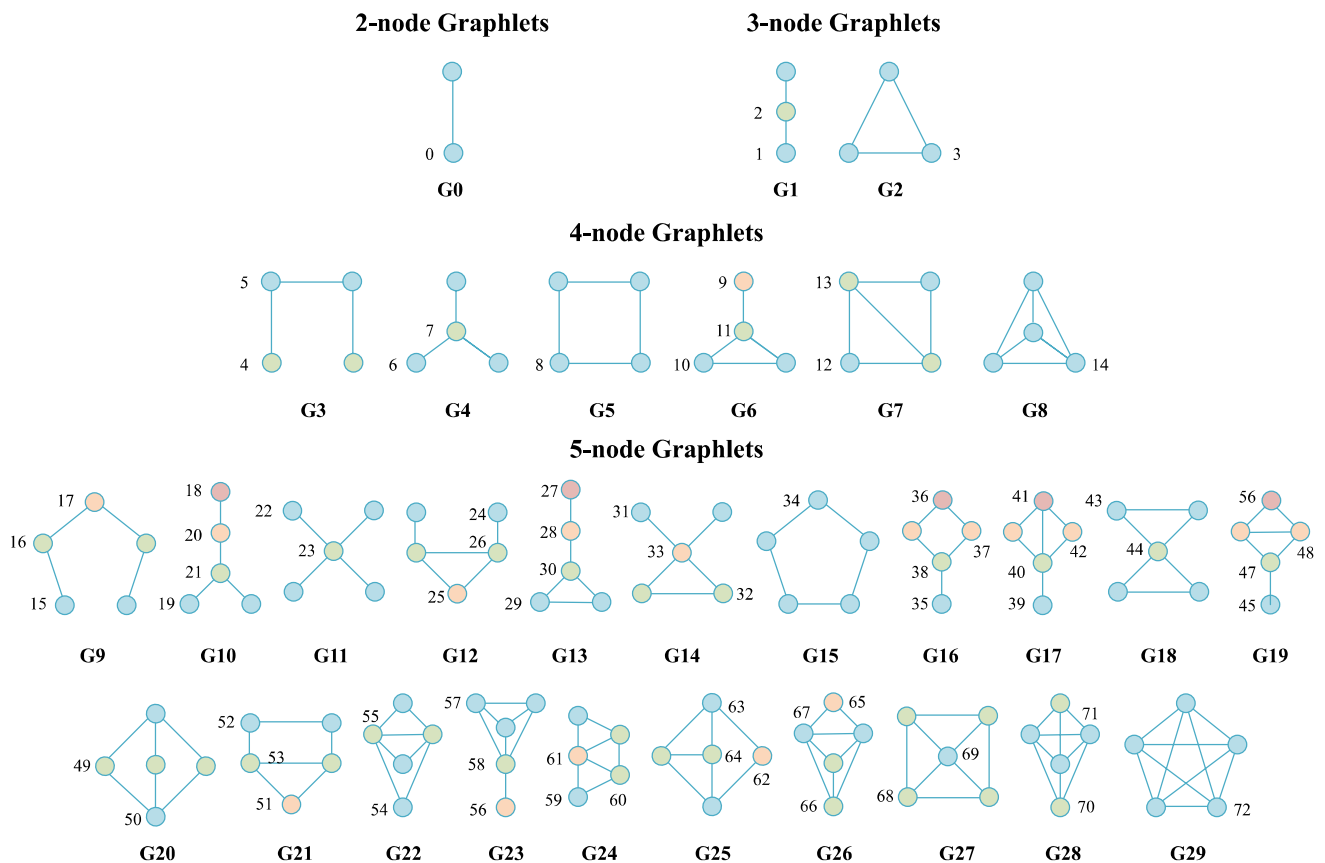 2-node Graphlets 3-node Graphlets
2
0 1 3
G0 G1 G2
4-node Graphlets
5 9 13
7 11
4 6 8 10 12 14
G3 G4 G5 G6 G7 G8
5-node Graphlets
17 18 22 24 27 31 34 36 41 43 56
16 20 23 26 28 33 37 42 44 48
21 25 30 32 38 40 47
15 19 29 35 39 45
G9 G10 G11 G12 G13 G14 G15 G16 G17 G18 G19
52 55 57 63 67 65 71
49 53 58 61 64 62 69
50 51 54 56 59 60 66 68 70 72
G20 G21 G22 G23 G24 G25 G26 G27 G28 G29